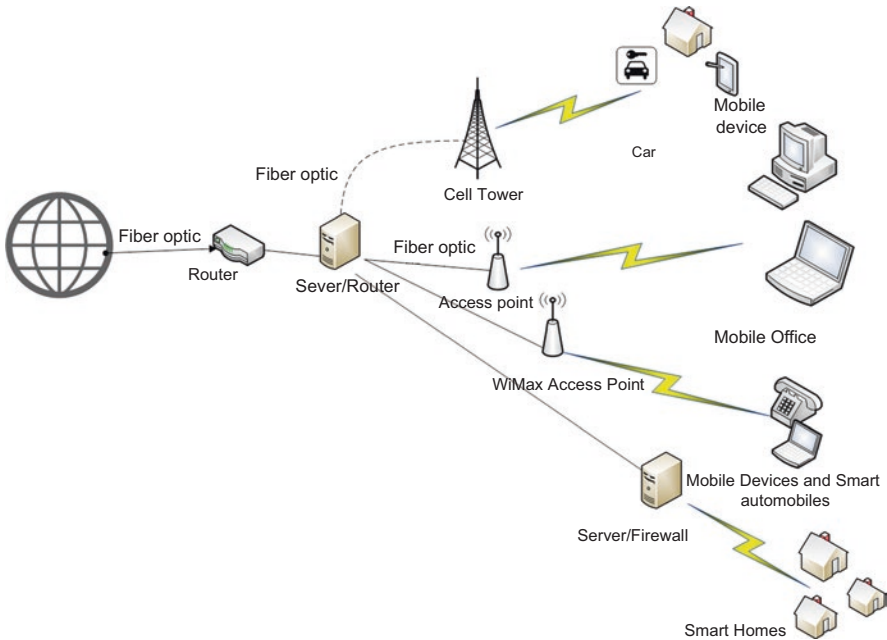 Mobile
device
Car
Fiber optic
Cell Tower
Fiber optic
Router
Sever/Router
Fiber optic
Access point
Mobile Office
WiMax Access Point
Mobile Devices and Smart
automobiles
Server/Firewall
Smart Homes